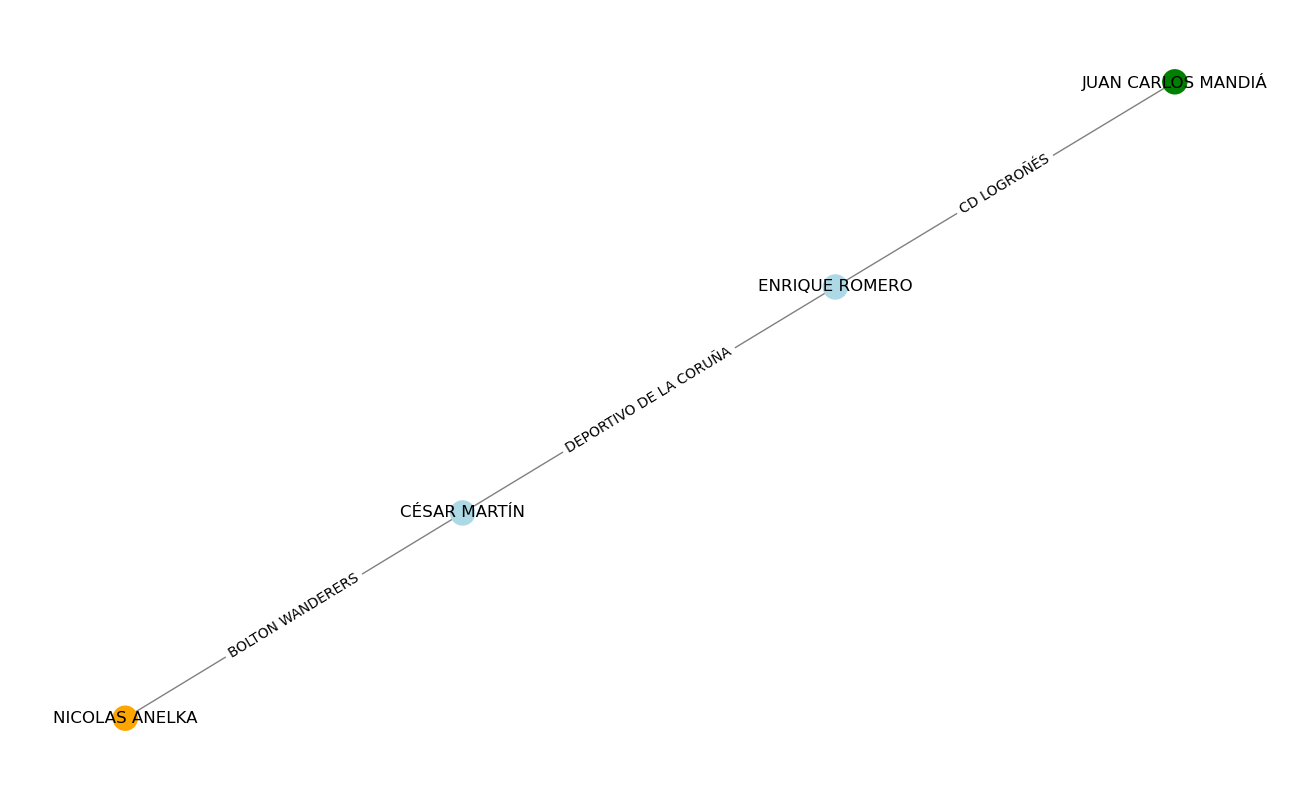 JUAN CARLOS MANDIÁ
CD LOGROÑÉS
ENRIQUE ROMERO
DEPORTIVO DE LA CORUÑA
CÉSAR MARTÍN
BOLTON WANDERERS
NICOLAS ANELKA